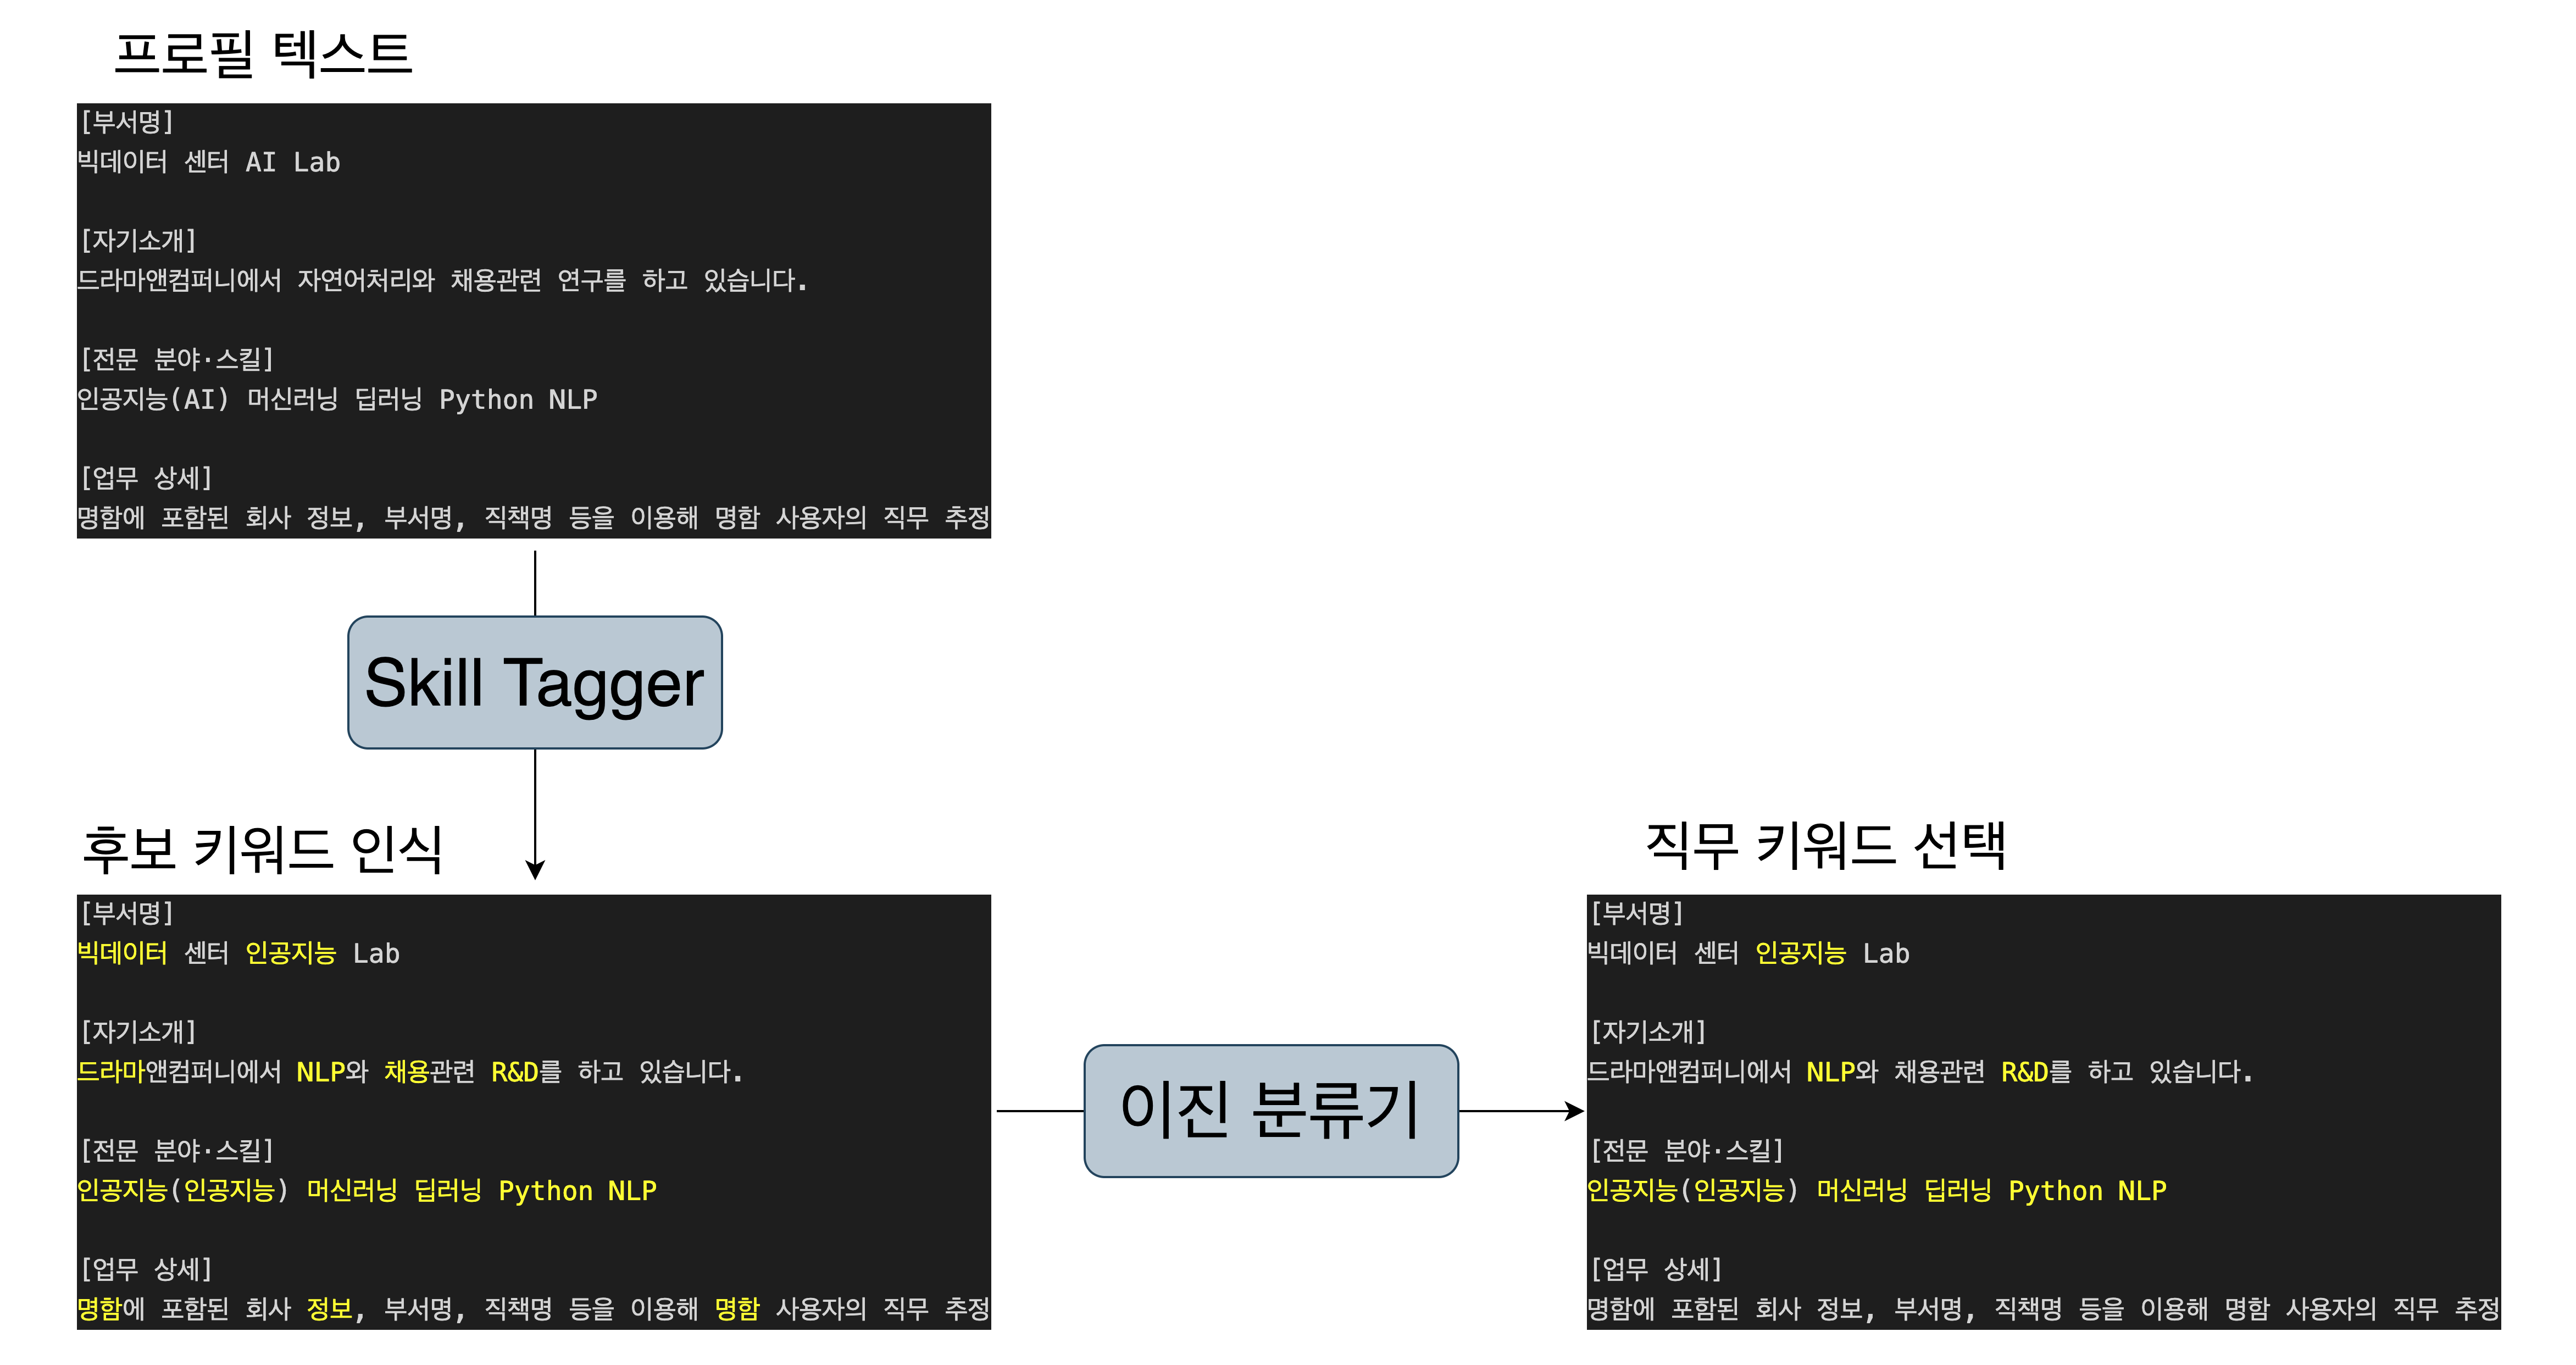 프로필 텍스트
[부서명]
빅데이터 센터 AI Lab
[자기소개]
드라마앤컴퍼니에서 자연어처리와 채용관련 연구를 하고 있습니다.
[전문 분야·스킬]
인공지능(AI) 머신러닝 딥러닝 Python NLP
[업무 상세]
명함에 포함된 회사 정보, 부서명, 직책명 등을 이용해 명함 사용자의 직무 추정
Skill Tagger
후보 키워드 인식
[부서명]
빅데이터 센터 인공지능 Lab
[자기소개]
드라마앤컴퍼니에서 NLP와 채용관련 R&D를 하고 있습니다.
[전문 분야·스킬]
인공지능(인공지능) 머신러닝 딥러닝 Python NLP
[업무 상세]
명함에 포함된 회사 정보, 부서명, 직책명 등을 이용해 명함 사용자의 직무 추정
이진 분류기
직무 키워드 선택
[부서명]
빅데이터 센터 인공지능 Lab
[자기소개]
드라마앤컴퍼니에서 NLP와 채용관련 R&D를 하고 있습니다.
[전문 분야·스킬]
인공지능(인공지능) 머신러닝 딥러닝 Python NLP
[업무 상세]
명함에 포함된 회사 정보, 부서명, 직책명 등을 이용해 명함 사용자의 직무 추정